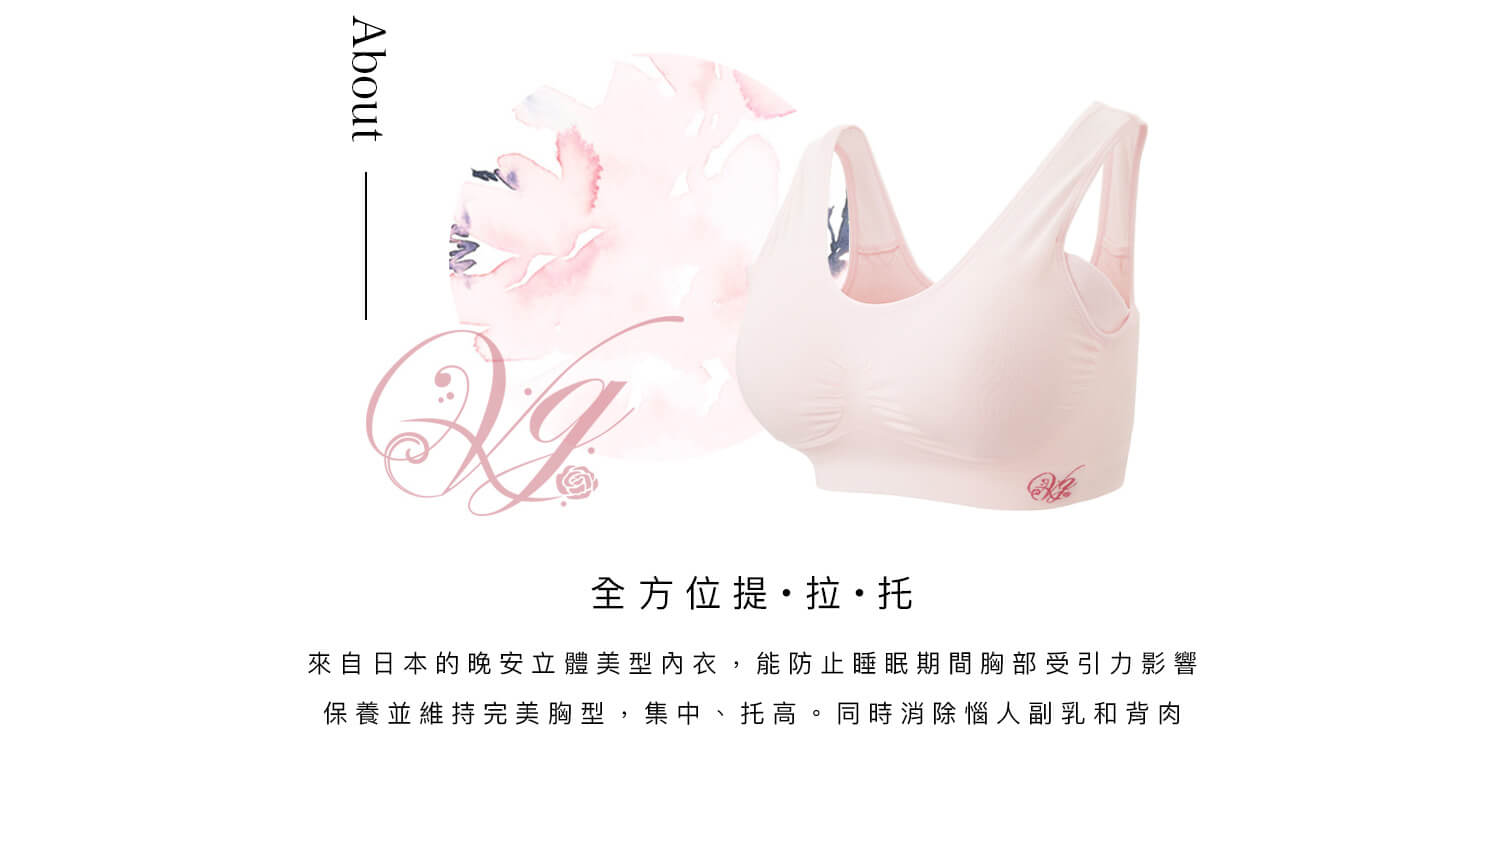 About
Vg
Vg
全方位提・拉・托
來自日本的晚安立體美型內衣，能防止睡眠期間胸部受引力影響
保養並維持完美胸型，集中、托高。同時消除惱人副乳和背肉